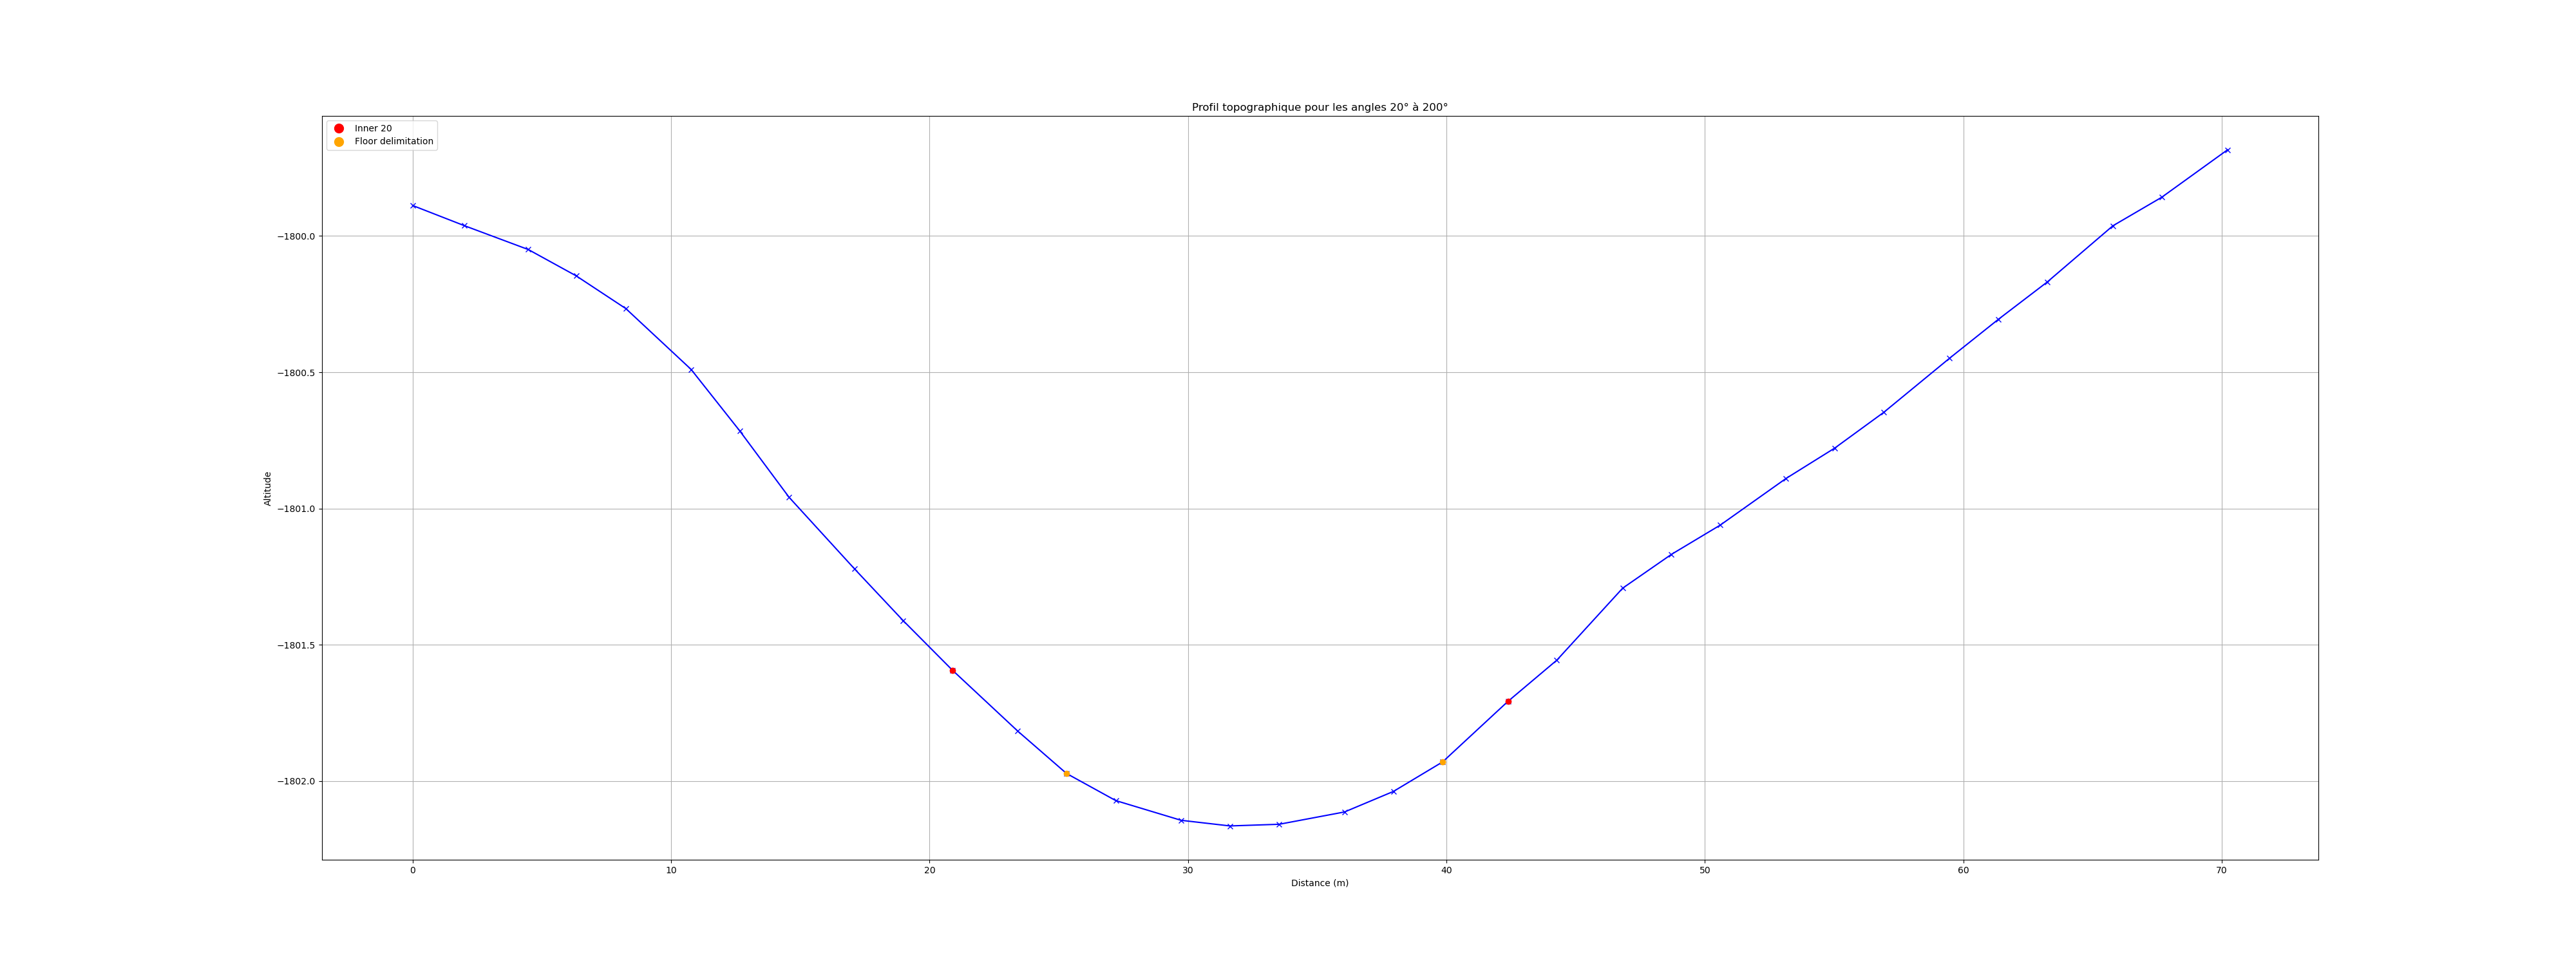 Profil topographique pour les angles 20° à 200°
Inner 20
Floor delimitation
−1800.0
−1800.5
−1801.0
−1801.5
−1802.0
Altitude
0 10 20 30 40 50 60 70
Distance (m)